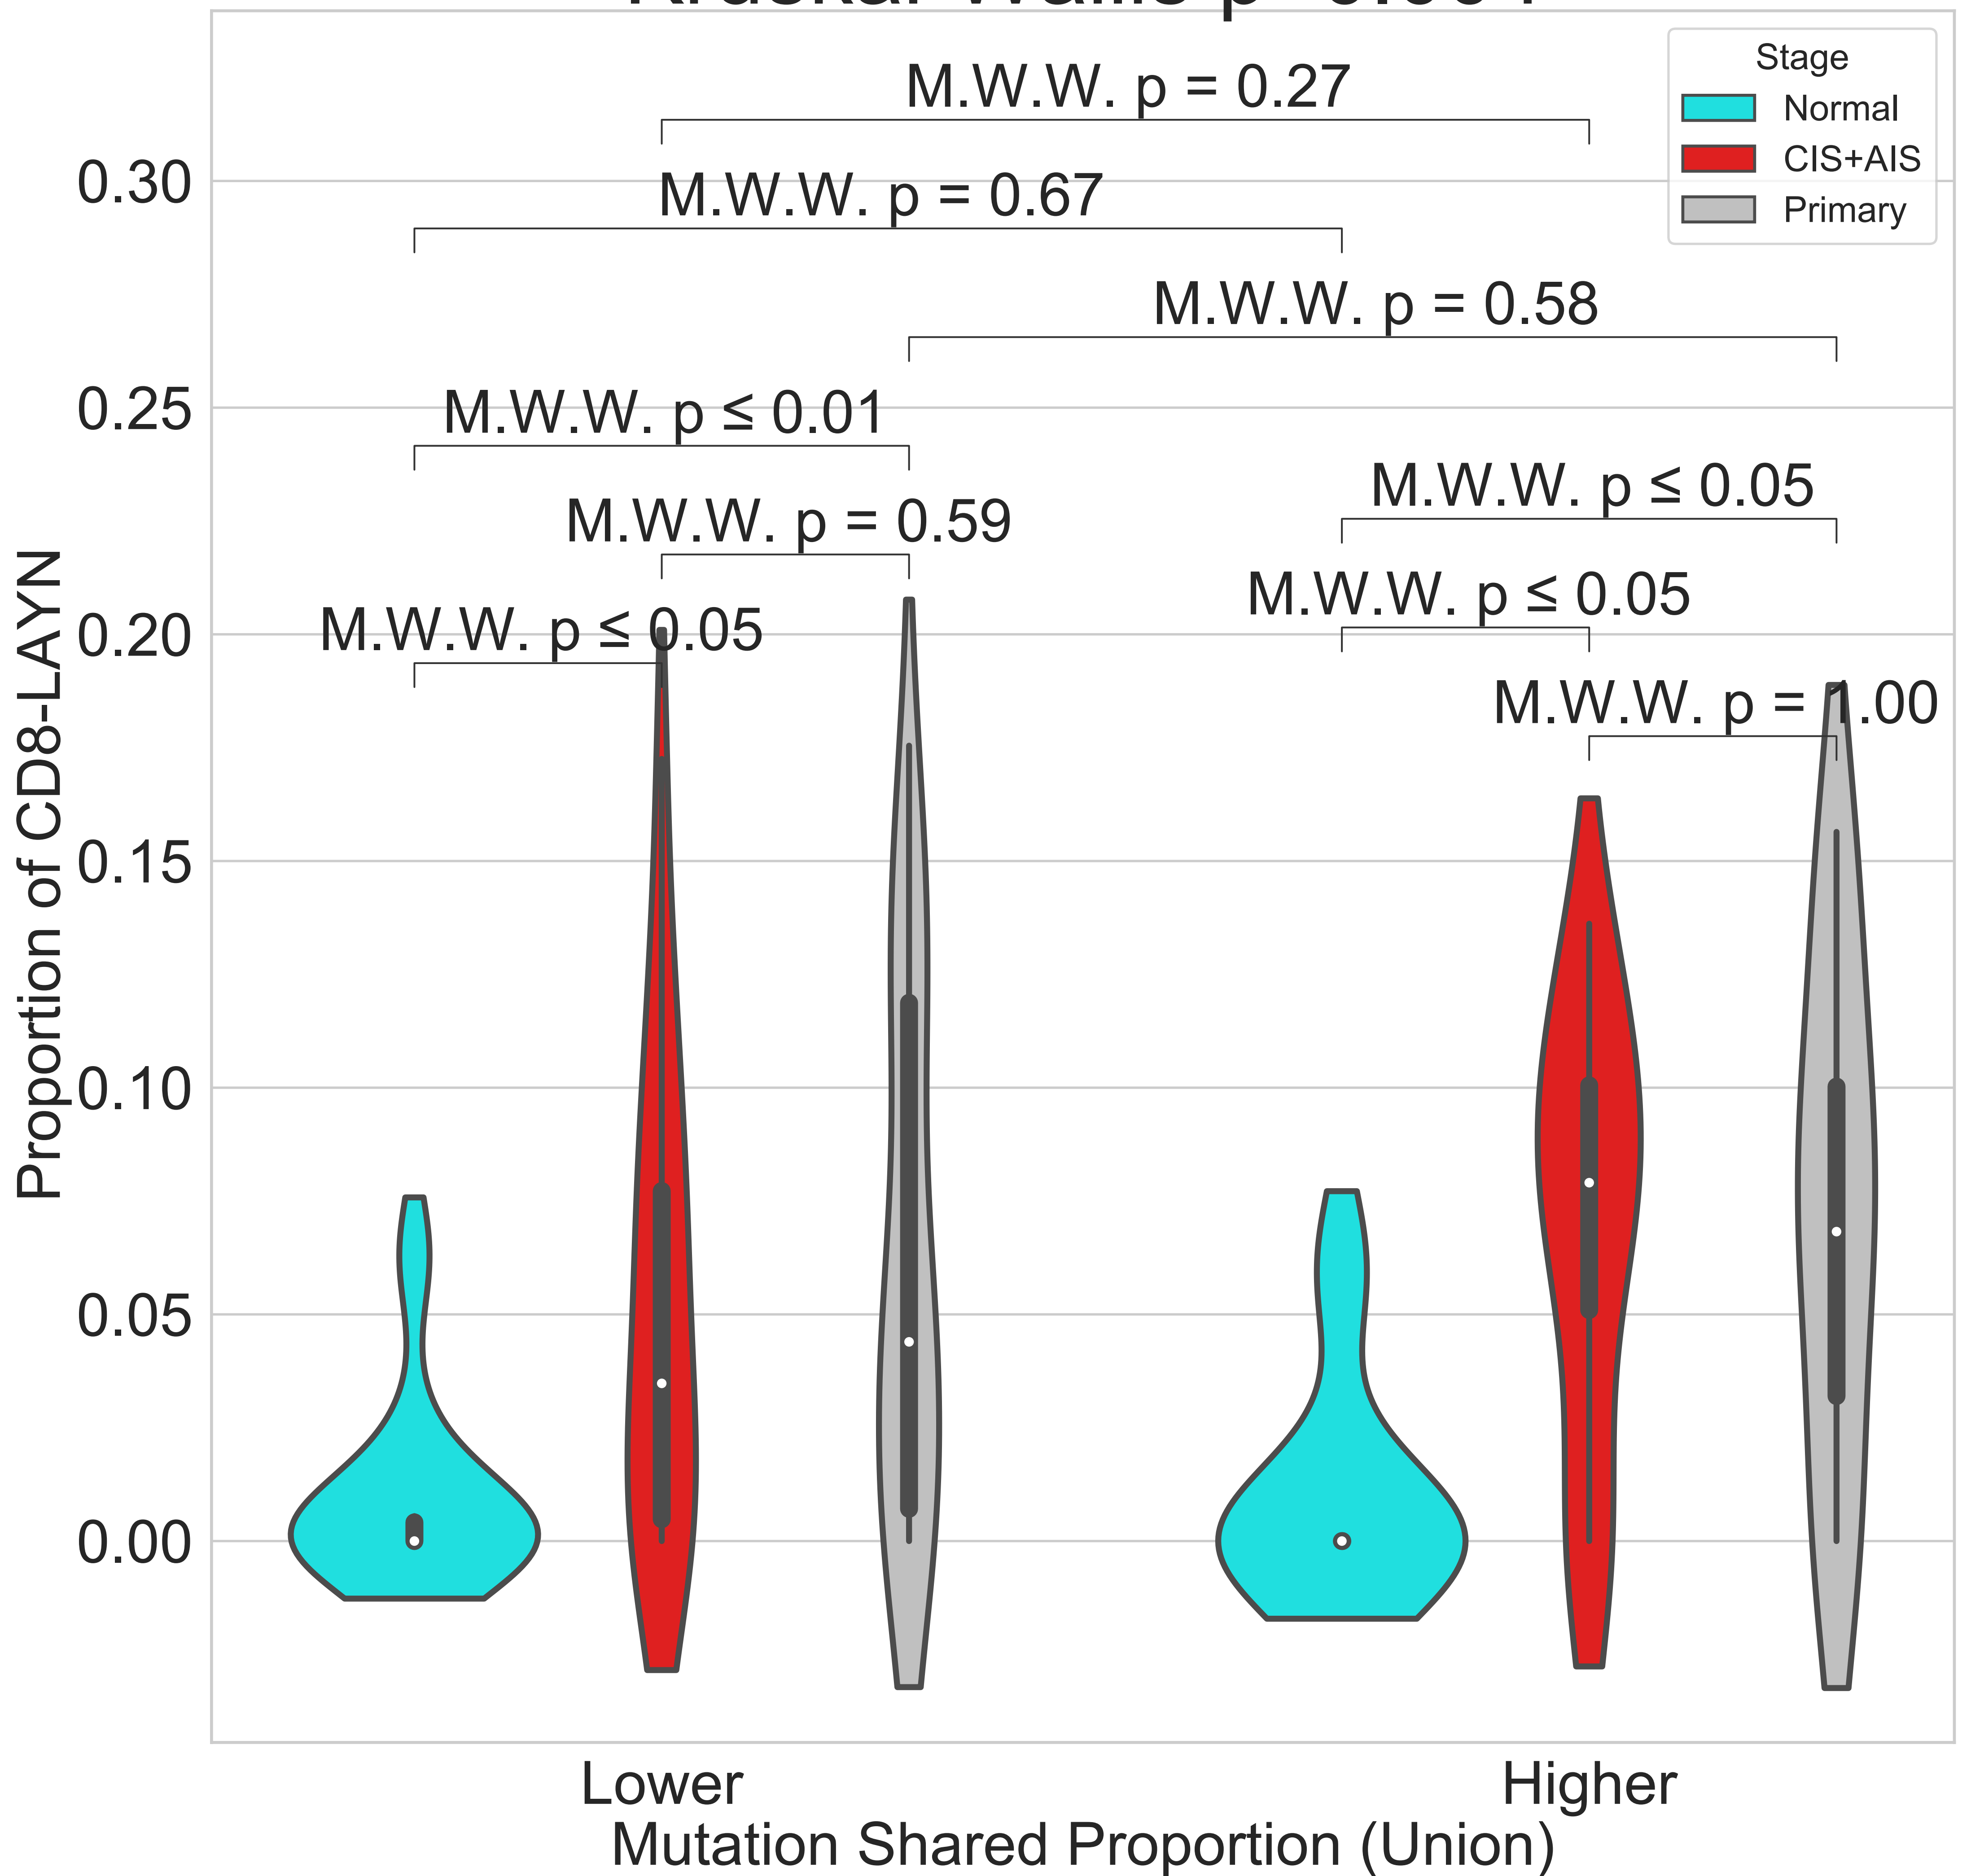 Stage
Normal
CIS+AIS
Primary
M.W.W. p = 0.27
M.W.W. p = 0.67
M.W.W. p = 0.58
M.W.W. p ≤ 0.01
M.W.W. p ≤ 0.05
M.W.W. p = 0.59
M.W.W. p ≤ 0.05
M.W.W. p ≤ 0.05
M.W.W. p = 1.00
0.30
0.25
0.20
0.15
0.10
0.05
0.00
Proportion of CD8-LAYN
Lower
Higher
Mutation Shared Proportion (Union)